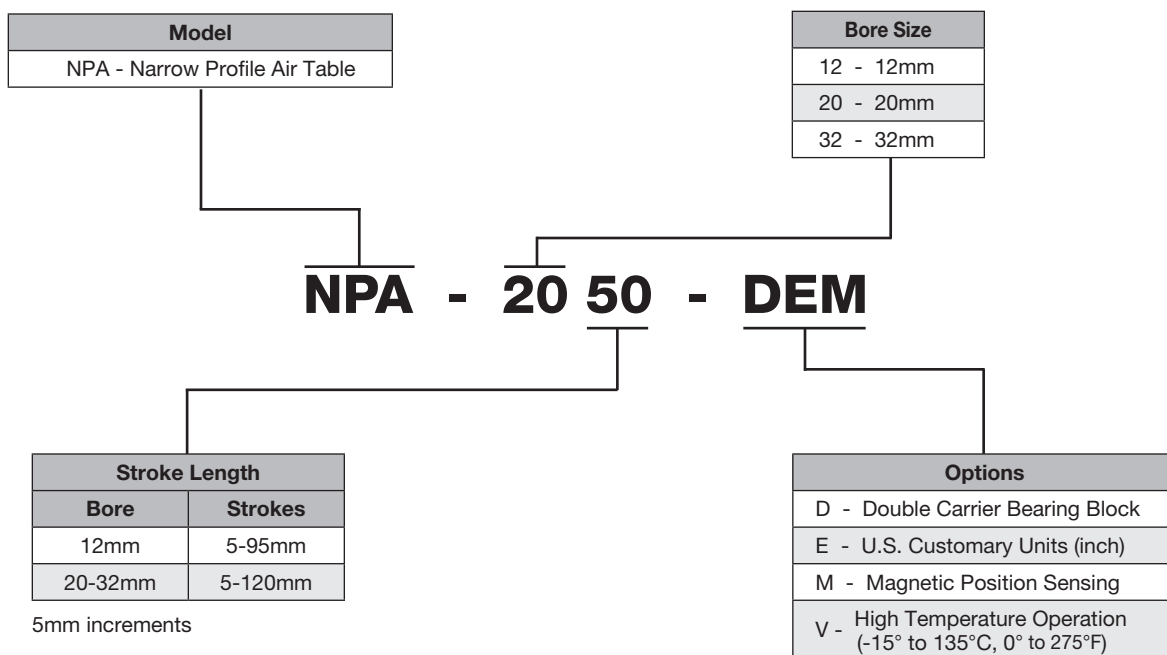 Model
NPA - Narrow Profile Air Table
Bore Size
12 - 12mm
20 - 20mm
32 - 32mm
NPA - 20 50 - DEM
Stroke Length
Bore Strokes
12mm 5-95mm
20-32mm 5-120mm
5mm increments
Options
D - Double Carrier Bearing Block
E - U.S. Customary Units (inch)
M - Magnetic Position Sensing
V - High Temperature Operation
(-15° to 135°C, 0° to 275°F)